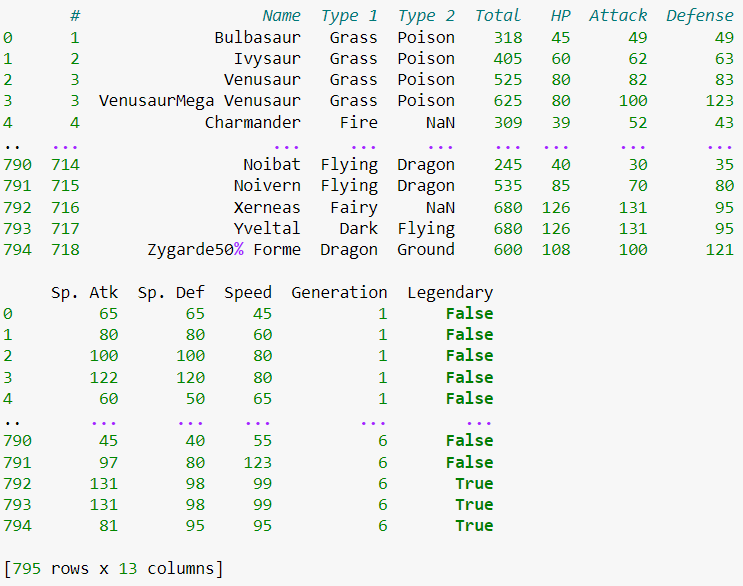 #                   Name  Type 1  Type 2  Total   HP  Attack  Defense
0      1              Bulbasaur   Grass  Poison    318   45      49       49
1      2                Ivysaur   Grass  Poison    405   60      62       63
2      3               Venusaur   Grass  Poison    525   80      82       83
3      3  VenusaurMega Venusaur   Grass  Poison    625   80     100      123
4      4             Charmander    Fire     NaN    309   39      52       43
..   ...                    ...     ...     ...    ...  ...     ...      ...
790  714                 Noibat  Flying  Dragon    245   40      30       35
791  715                Noivern  Flying  Dragon    535   85      70       80
792  716                Xerneas   Fairy     NaN    680  126     131       95
793  717                Yveltal    Dark  Flying    680  126     131       95
794  718       Zygarde50% Forme  Dragon  Ground    600  108     100      121
     Sp. Atk  Sp. Def  Speed  Generation  Legendary
0         65       65     45           1      False
1         80       80     60           1      False
2        100      100     80           1      False
3        122      120     80           1      False
4         60       50     65           1      False
..       ...      ...    ...         ...        ...
790       45       40     55           6      False
791       97       80    123           6      False
792      131       98     99           6       True
793      131       98     99           6       True
794       81       95     95           6       True
[795 rows x 13 columns]